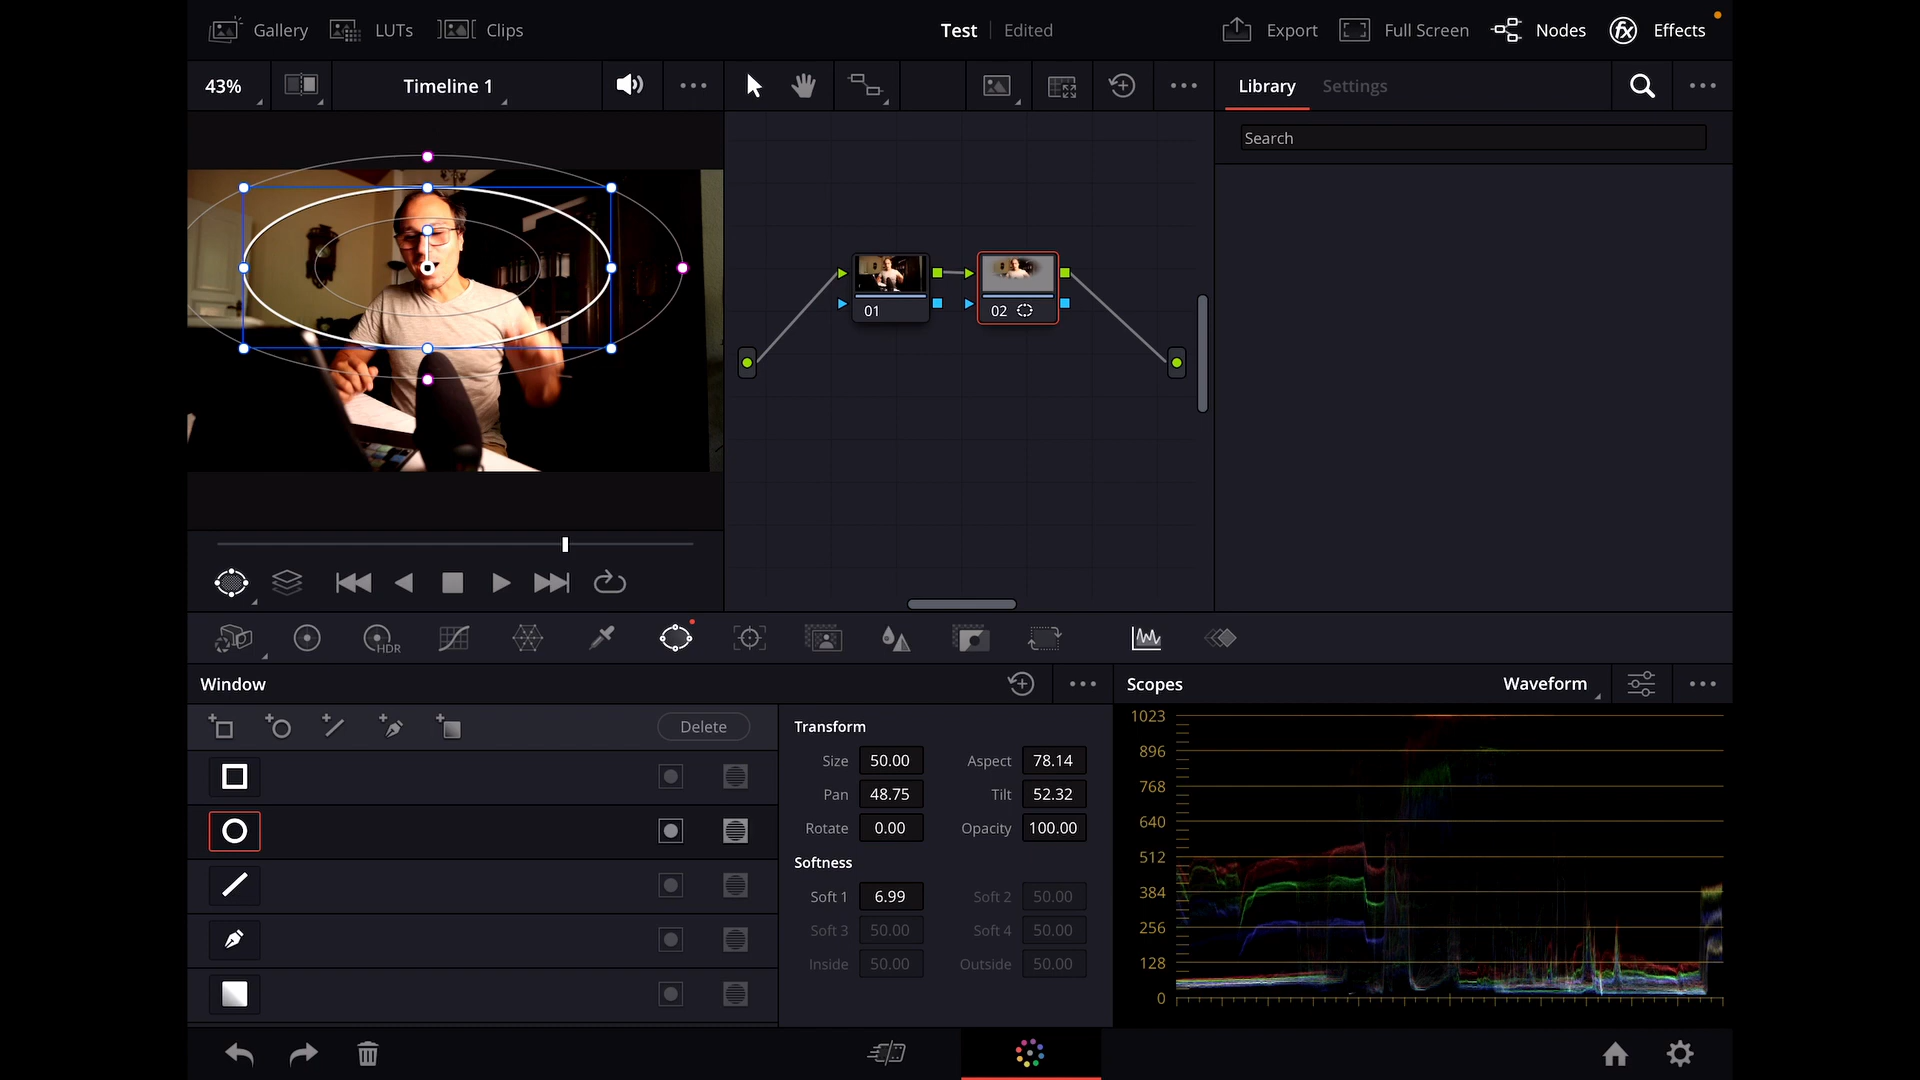 Gallery LUTs Clips Test Edited Export Full Screen Nodes fx Effects
43% Timeline 1 Library Settings
Search
01 02
HDR
Window Scopes Waveform
Delete Transform
Size 50.00 Aspect 78.14
Pan 48.75 Tilt 52.32
Rotate 0.00 Opacity 100.00
Softness
Soft 1 6.99 Soft 2 50.00
Soft 3 50.00 Soft 4 50.00
Inside 50.00 Outside 50.00
1023
896
768
640
512
384
256
128
0